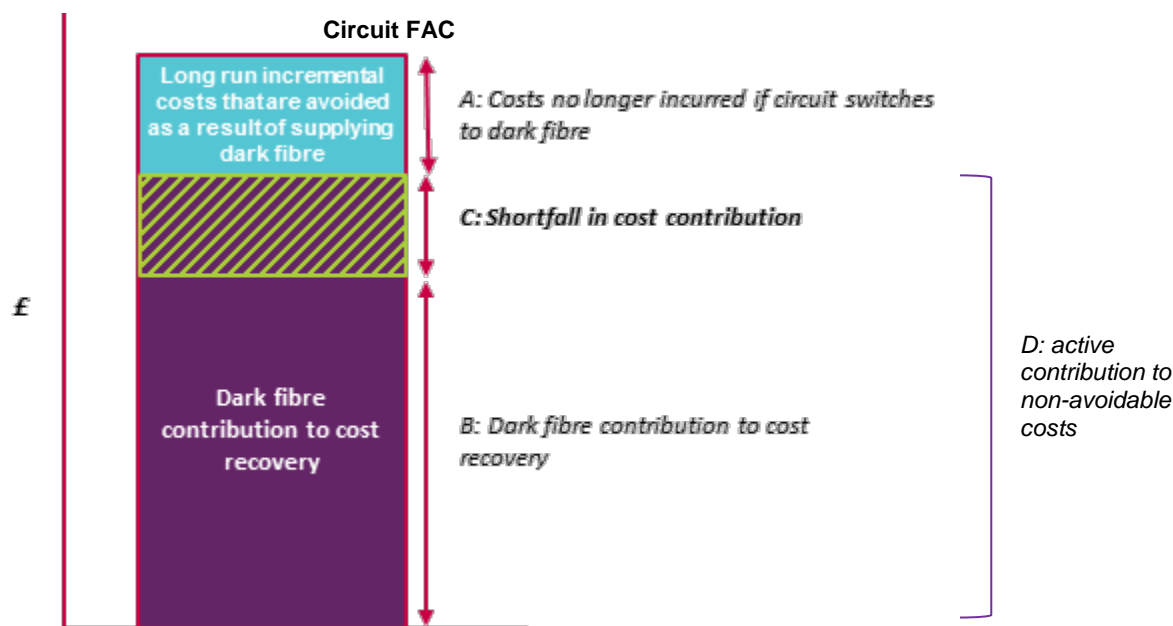 Circuit FAC
Long run incremental
costs that are avoided
as a result of supplying
dark fibre
A: Costs no longer incurred if circuit switches
to dark fibre
C: Shortfall in cost contribution
£
Dark fibre
contribution to cost
recovery
B: Dark fibre contribution to cost
recovery
D: active
contribution to
non-avoidable
costs